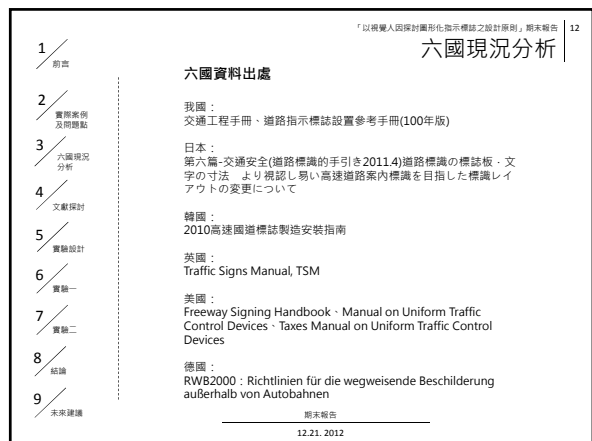 「以視覺人因探討圖形化指示標誌之設計原則」期末報告
12
六國現況分析
1
前言
2
實際案例
及問題點
3
六國現況
分析
4
文獻探討
5
實驗設計
6
實驗一
7
實驗二
8
結論
9
未來建議
六國資料出處
我國：
交通工程手冊、道路指示標誌設置參考手冊(100年版)
日本：
第六篇-交通安全(道路標識的手引き2011.4)道路標識の標誌板・文
字の寸法　より視認し易い高速道路案內標識を目指した標識レイ
アウトの変更について
韓國：
2010高速國道標誌製造安裝指南
英國：
Traffic Signs Manual, TSM
美國：
Freeway Signing Handbook、Manual on Uniform Traffic
Control Devices、Taxes Manual on Uniform Traffic Control
Devices
德國：
RWB2000：Richtlinien für die wegweisende Beschilderung
außerhalb von Autobahnen
期末報告
12.21. 2012